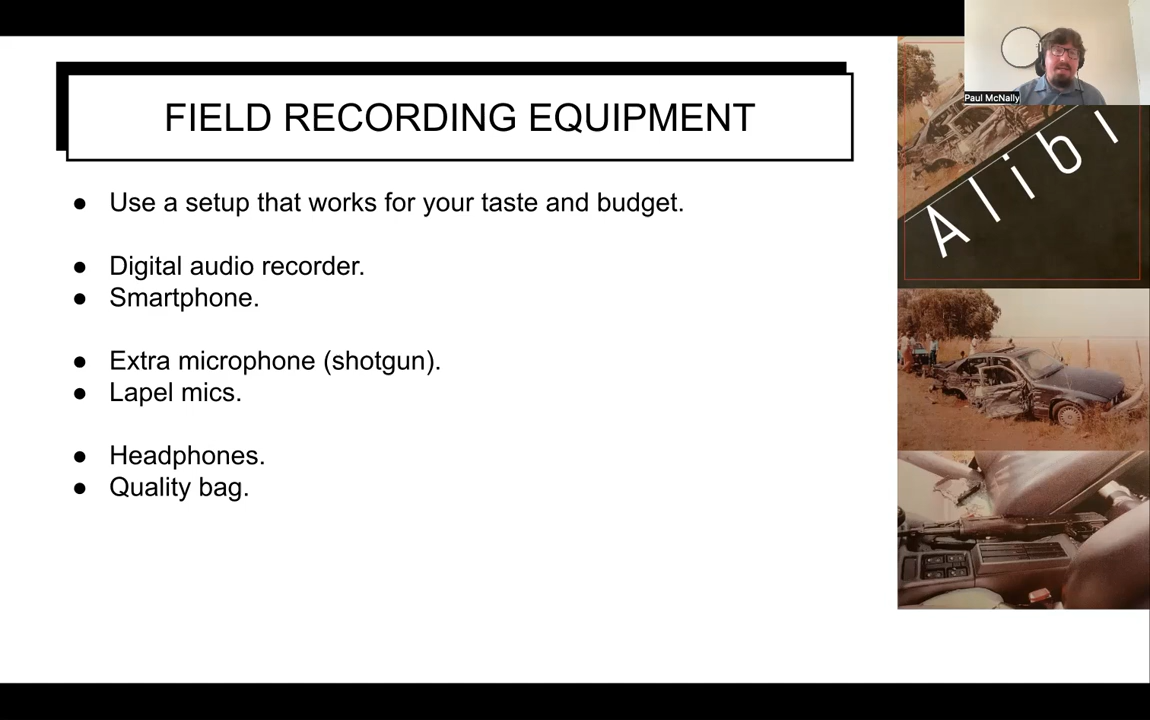 FIELD RECORDING EQUIPMENT
Paul McNally
Alibi
● Use a setup that works for your taste and budget.
● Digital audio recorder.
● Smartphone.
● Extra microphone (shotgun).
● Lapel mics.
● Headphones.
● Quality bag.